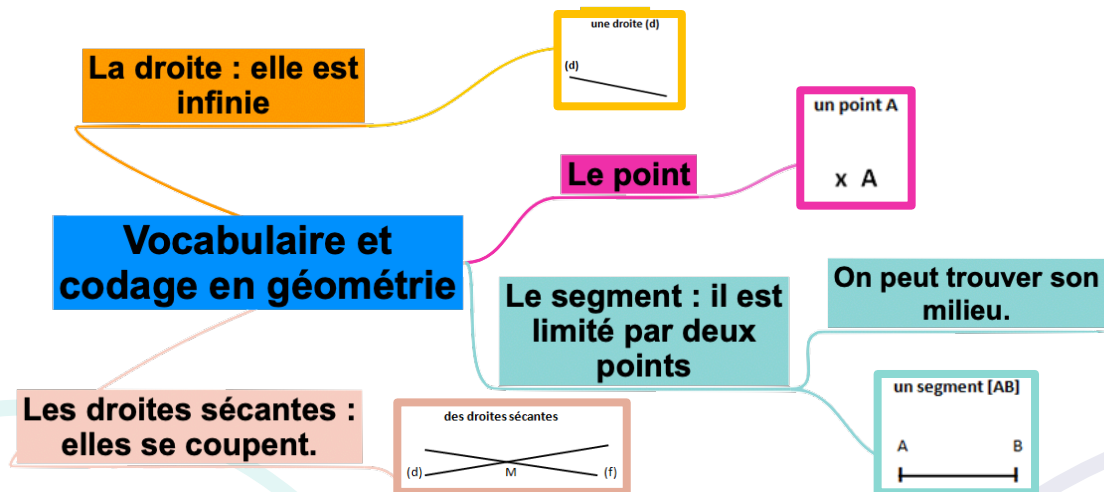 une droite (d)
(d)
La droite : elle est
infinie
un point A
x A
Le point
Vocabulaire et
codage en géométrie
Le segment : il est
limité par deux
points
On peut trouver son
milieu.
un segment [AB]
A B
Les droites sécantes :
elles se coupent.
des droites sécantes
(d) M (f)